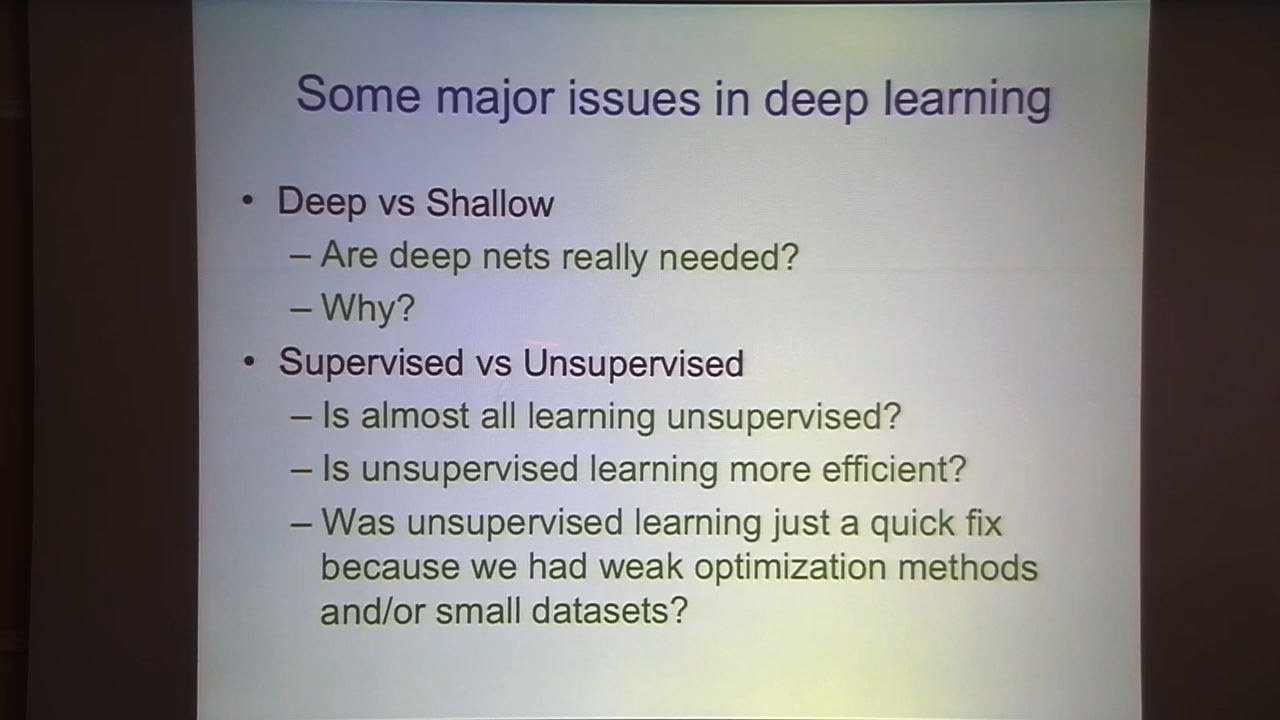 Some major issues in deep learning
• Deep vs Shallow
– Are deep nets really needed?
– Why?
• Supervised vs Unsupervised
– Is almost all learning unsupervised?
– Is unsupervised learning more efficient?
– Was unsupervised learning just a quick fix
because we had weak optimization methods
and/or small datasets?